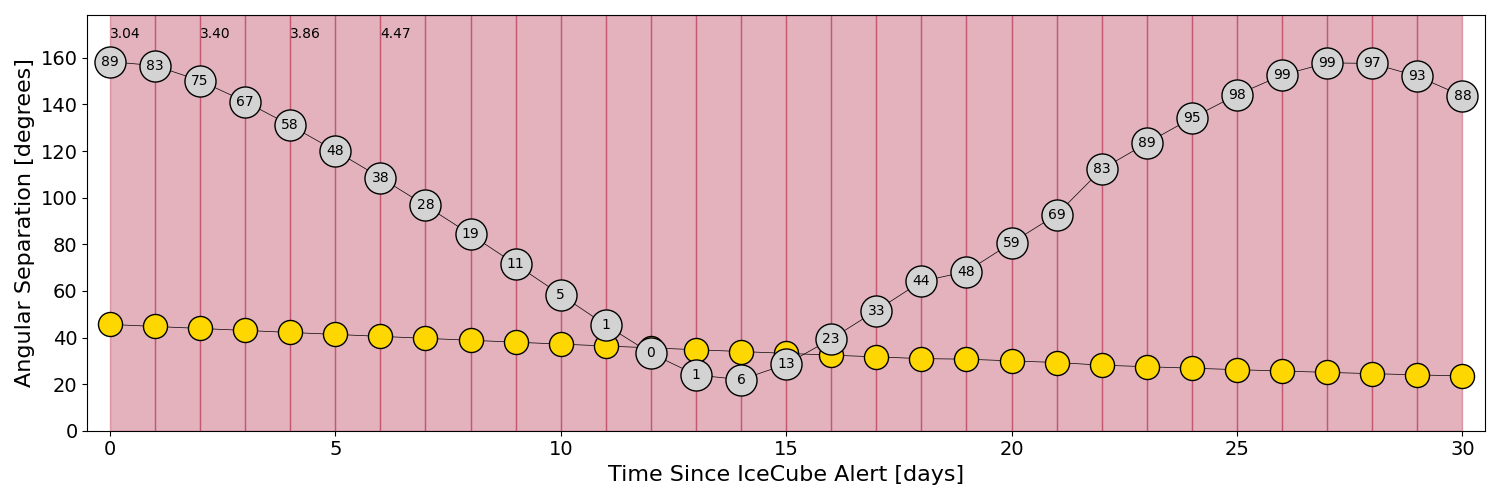 3.04 3.40 3.86 4.47
89 83 75 67 58 48 38 28 19 11 5 1 0 1 6 13 23 33 44 48 59 69 83 89 95 98 99 99 97 93 88
160
140
120
100
80
60
40
20
0
Angular Separation [degrees]
0 5 10 15 20 25 30
Time Since IceCube Alert [days]